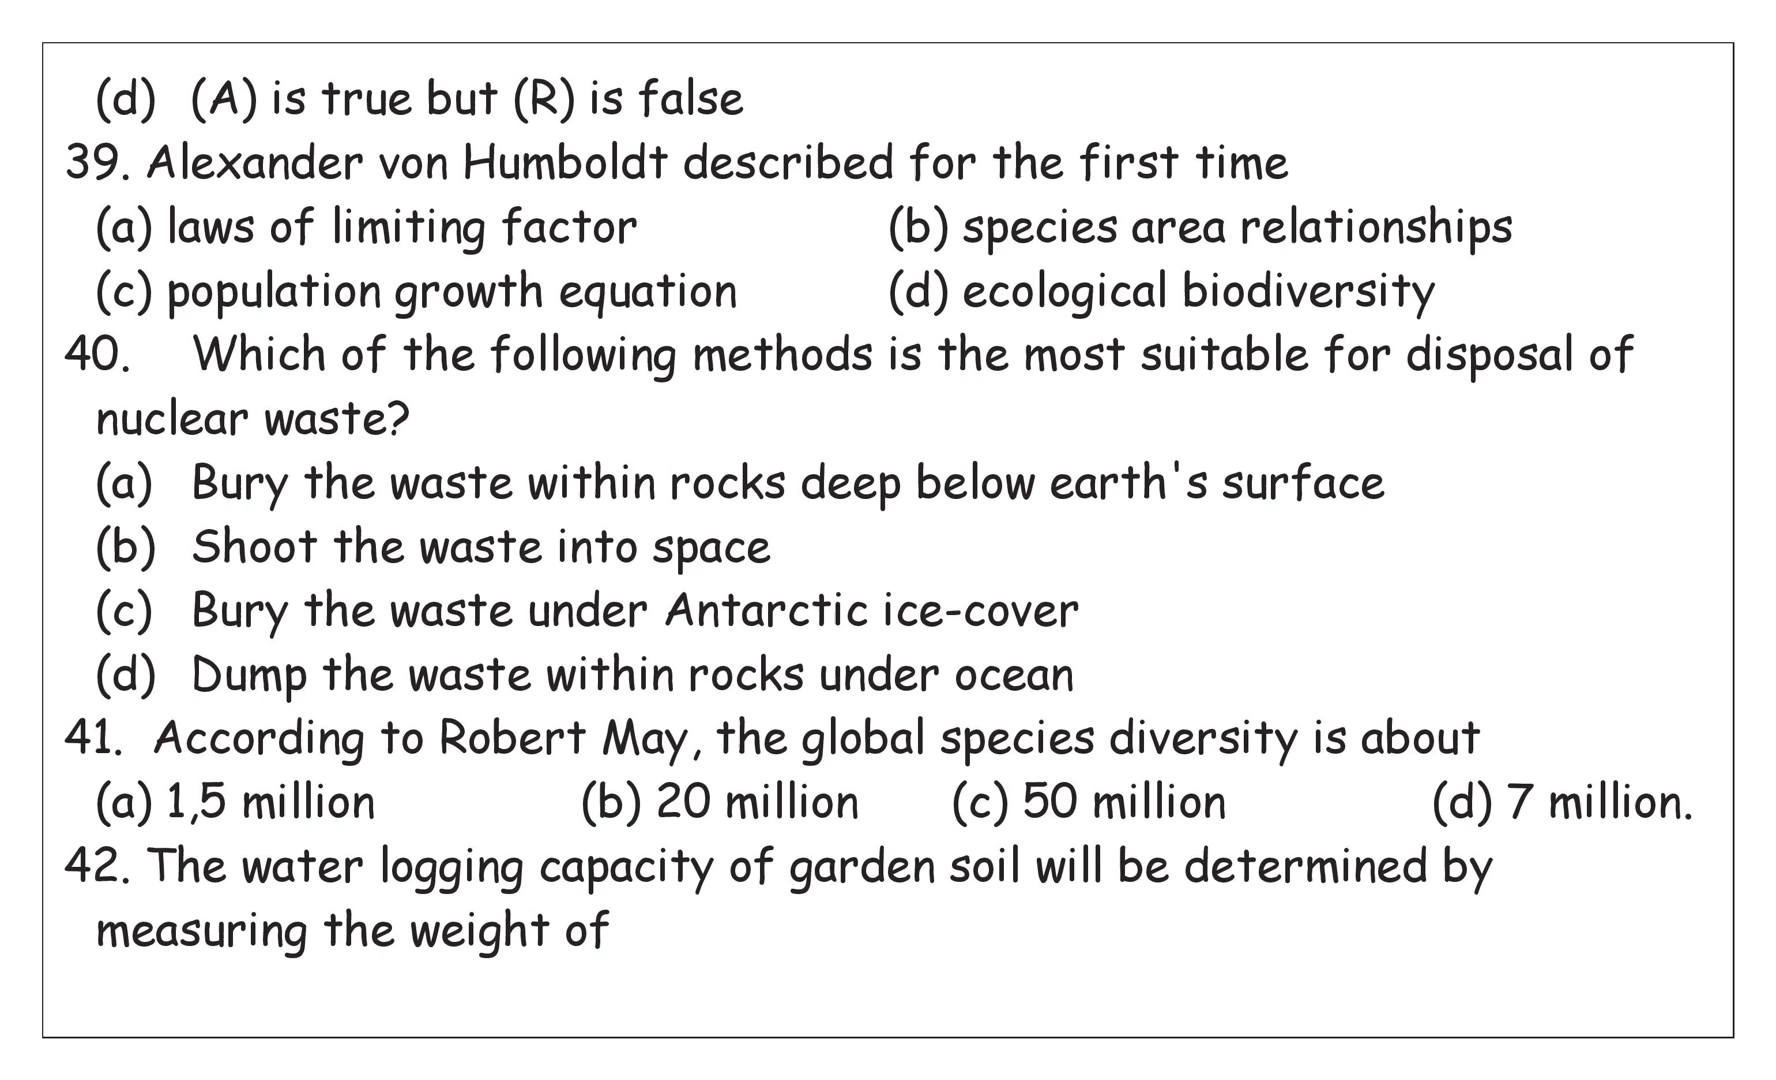 (d) (A) is true but (R) is false
39. Alexander von Humboldt described for the first time
(a) laws of limiting factor (b) species area relationships
(c) population growth equation (d) ecological biodiversity
40. Which of the following methods is the most suitable for disposal of
nuclear waste?
(a) Bury the waste within rocks deep below earth's surface
(b) Shoot the waste into space
(c) Bury the waste under Antarctic ice-cover
(d) Dump the waste within rocks under ocean
41. According to Robert May, the global species diversity is about
(a) 1,5 million (b) 20 million (c) 50 million (d) 7 million.
42. The water logging capacity of garden soil will be determined by
measuring the weight of